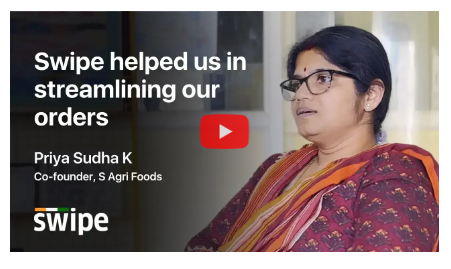 Swipe helped us in
streamlining our
orders
Priya Sudha K
Co-founder, S Agri Foods
swipe